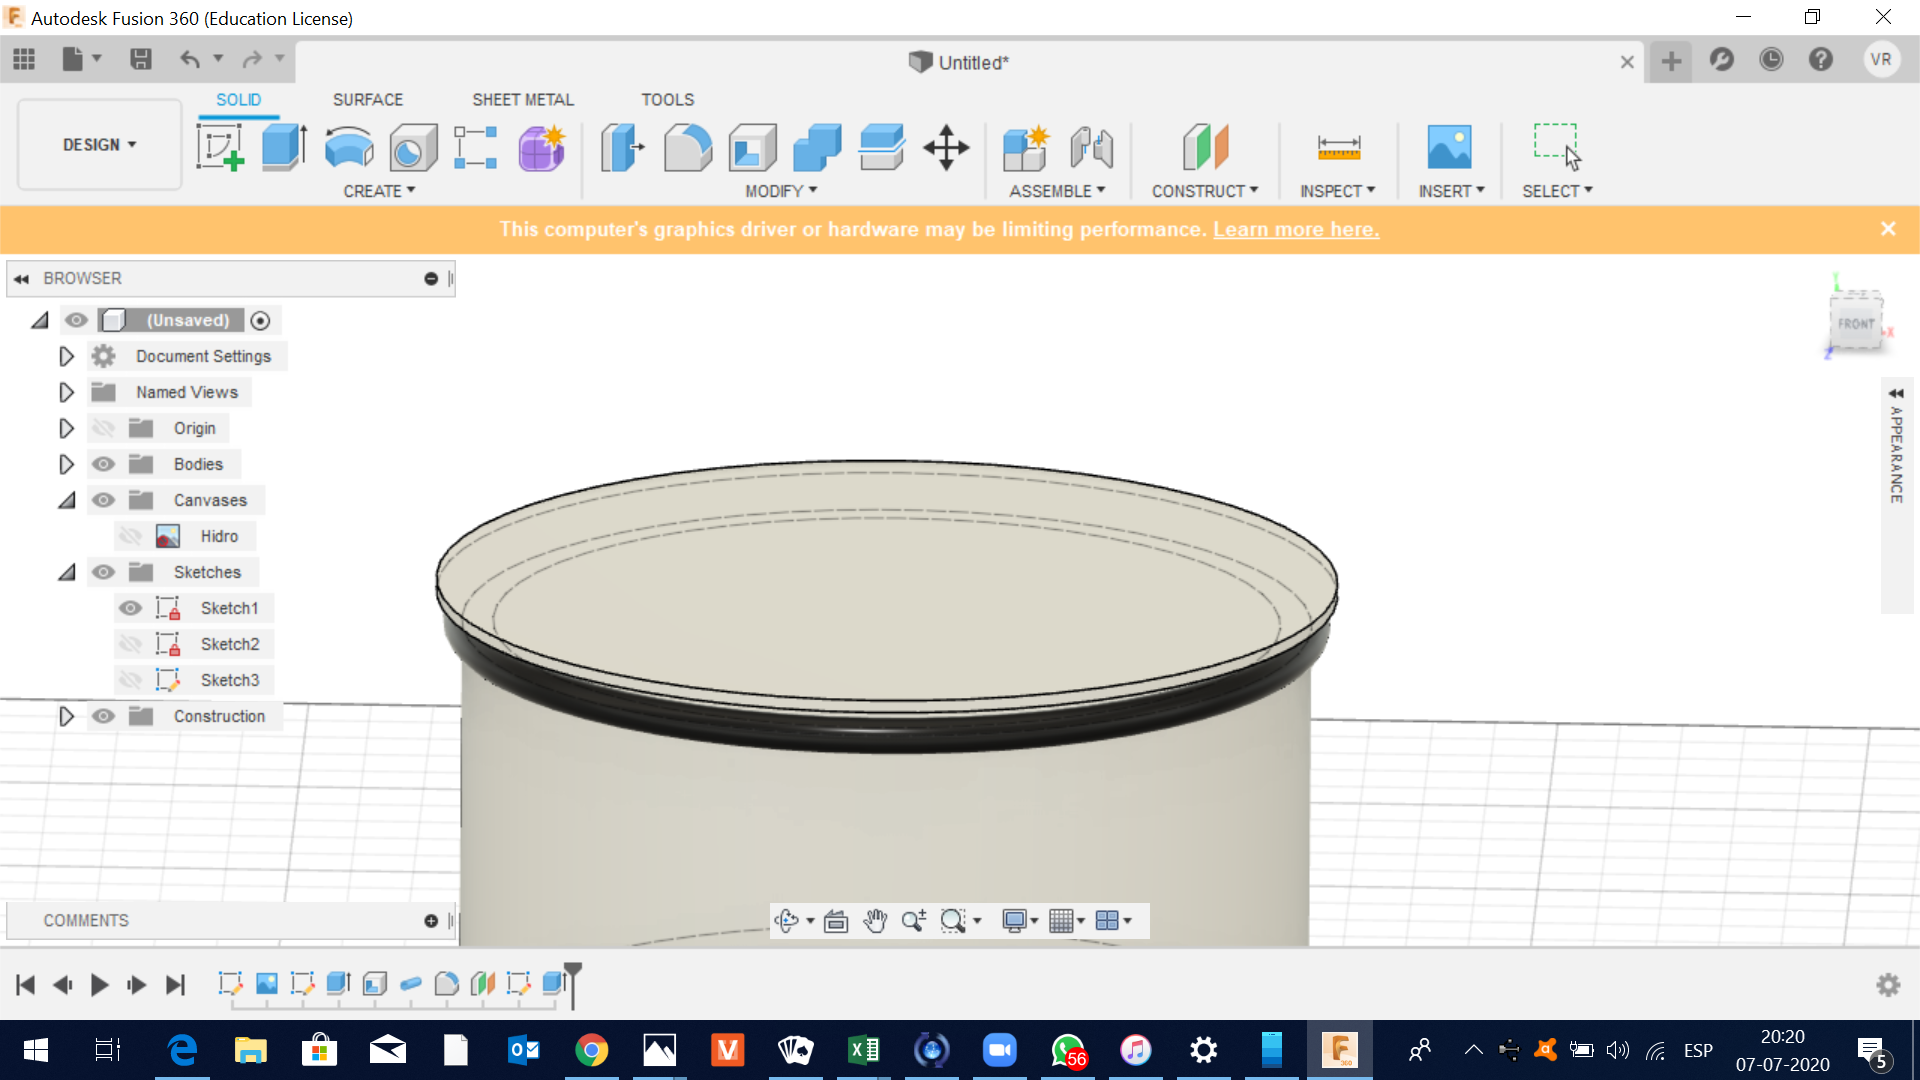 Autodesk Fusion 360 (Education License)
Untitled*
VR
DESIGN
SOLID
SURFACE
SHEET METAL
TOOLS
CREATE
MODIFY
ASSEMBLE
CONSTRUCT
INSPECT
INSERT
SELECT
This computer's graphics driver or hardware may be limiting performance. Learn more here.
BROWSER
(Unsaved)
Document Settings
Named Views
Origin
Bodies
Canvases
Hidro
Sketches
Sketch1
Sketch2
Sketch3
Construction
Y
FRONT
X
Z
APPEARANCE
COMMENTS
56
360
ESP
20:20
07-07-2020
5